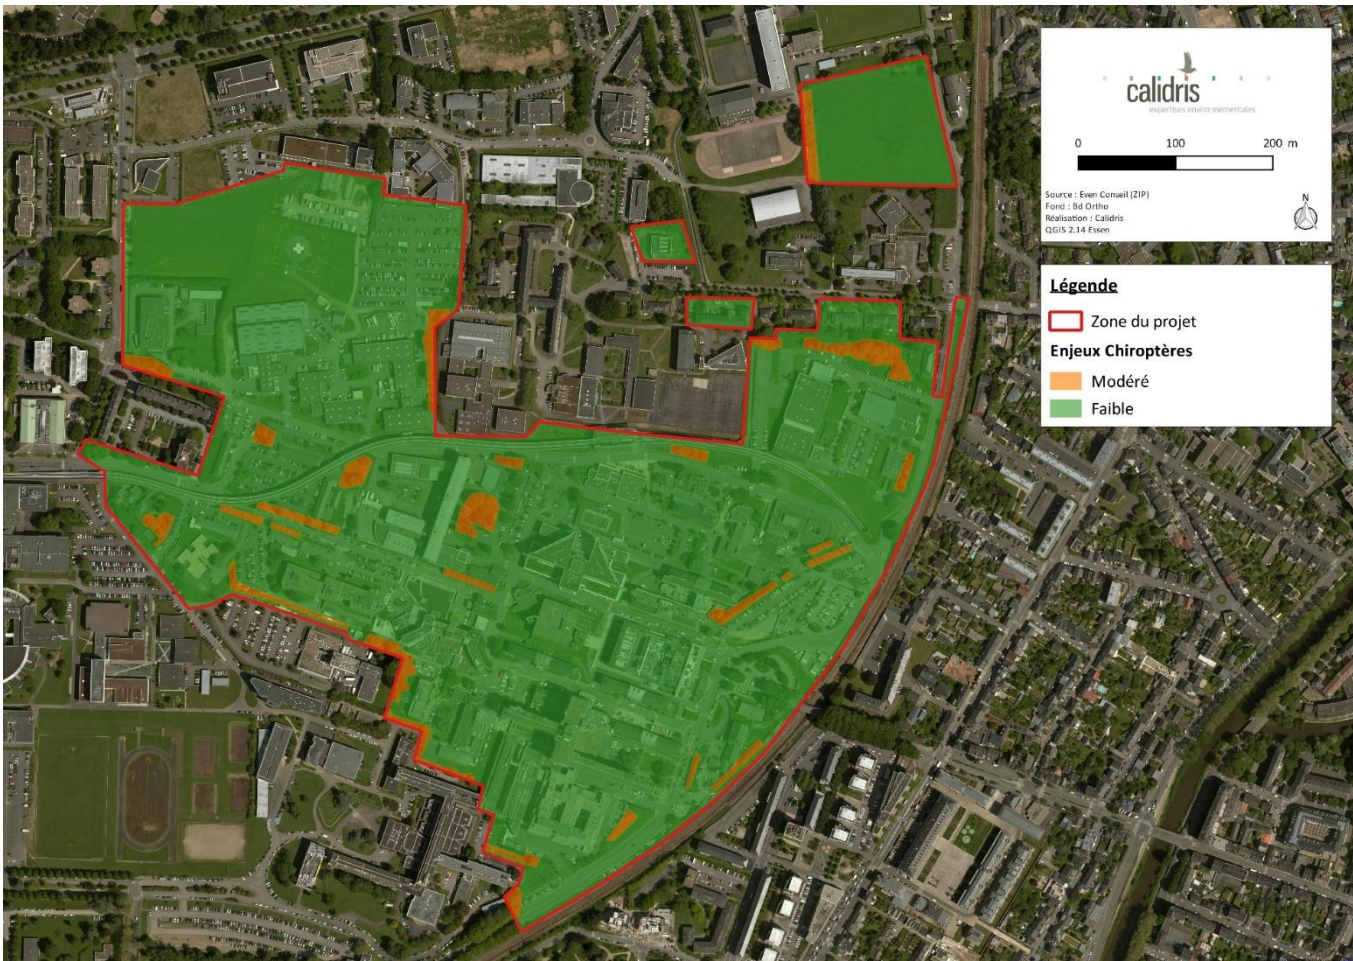 calidris
expertises environnementales
0 100 200 m
Source : Even Conseil (ZIP)
Fond : Bd Ortho
Réalisation : Calidris
QGIS 2.14 Essen
N
Légende
Zone du projet
Enjeux Chiroptères
Modéré
Faible